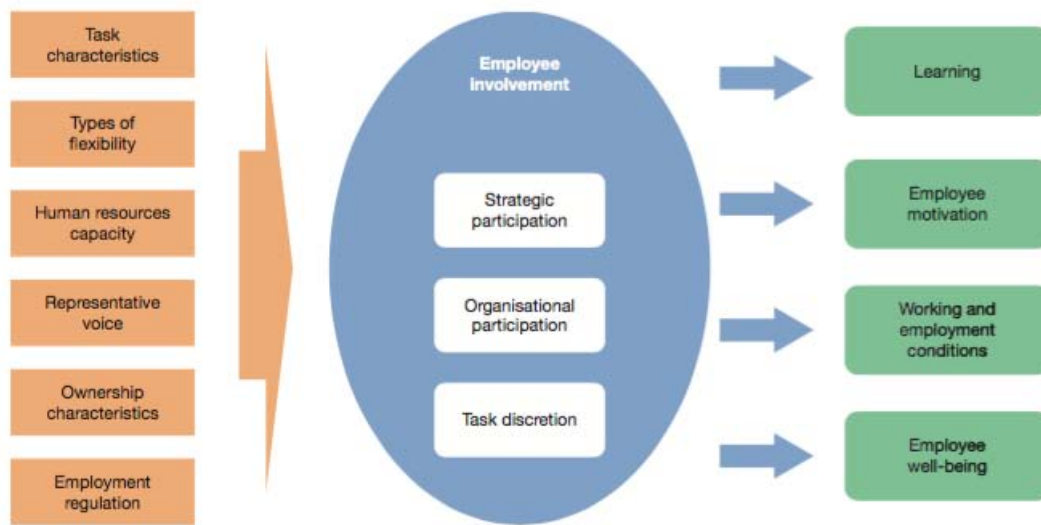 Task
characteristics
Types of
flexibility
Human resources
capacity
Representative
voice
Ownership
characteristics
Employment
regulation
Employee
involvement
Strategic
participation
Organisational
participation
Task discretion
Learning
Employee
motivation
Working and
employment
conditions
Employee
well-being